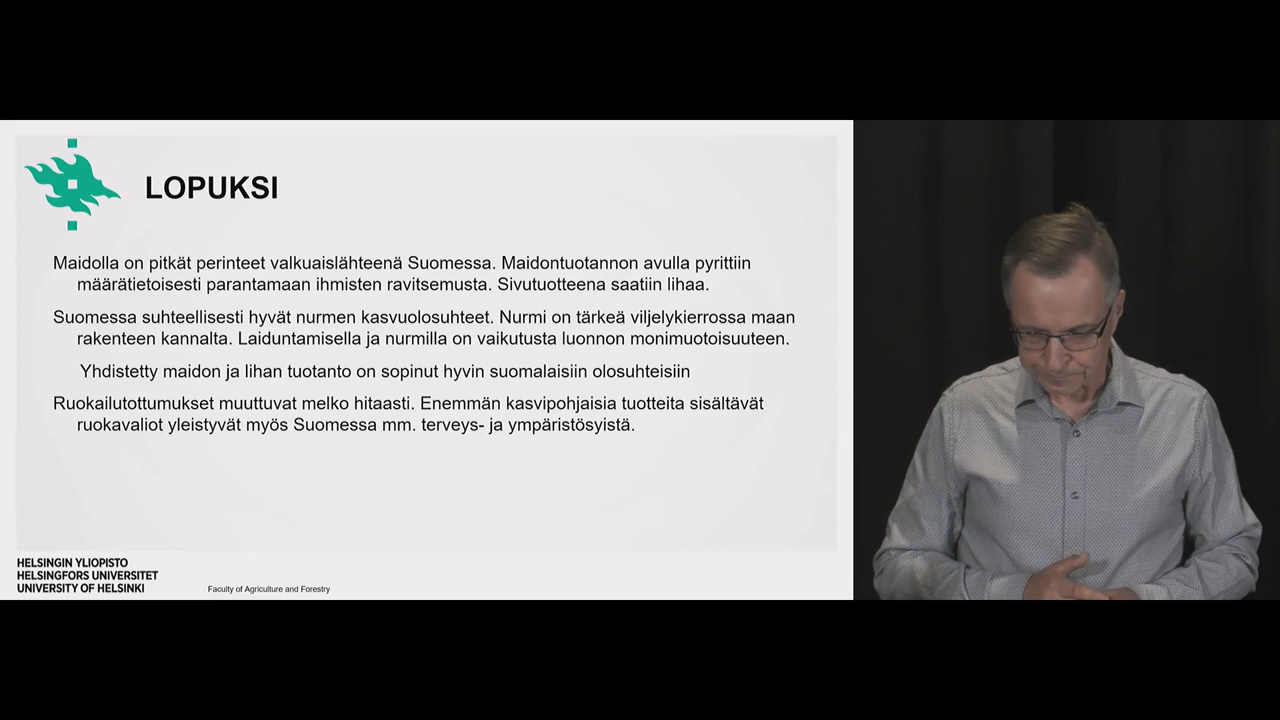 LOPUKSI
Maidolla on pitkät perinteet valkuaislähteenä Suomessa. Maidontuotannon avulla pyrittiin
määrätietoisesti parantamaan ihmisten ravitsemusta. Sivutuotteena saatiin lihaa.
Suomessa suhteellisesti hyvät nurmen kasvuolosuhteet. Nurmi on tärkeä viljelykierrossa maan
rakenteen kannalta. Laiduntamisella ja nurmilla on vaikutusta luonnon monimuotoisuuteen.
Yhdistetty maidon ja lihan tuotanto on sopinut hyvin suomalaisiin olosuhteisiin
Ruokailutottumukset muuttuvat melko hitaasti. Enemmän kasvipohjaisia tuotteita sisältävät
ruokavaliot yleistyvät myös Suomessa mm. terveys- ja ympäristösyistä.
HELSINGIN YLIOPISTO
HELSINGFORS UNIVERSITET
UNIVERSITY OF HELSINKI
Faculty of Agriculture and Forestry